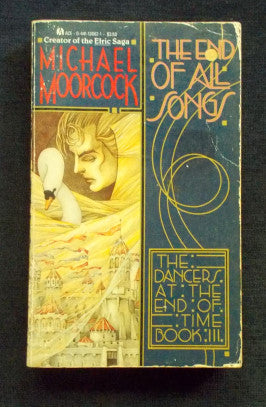 Creator of the Elric Saga
MICHAEL
MOORCOCK
THE END
OF ALL
SONGS
THE
DANCERS
AT THE
END OF
TIME
BOOK III